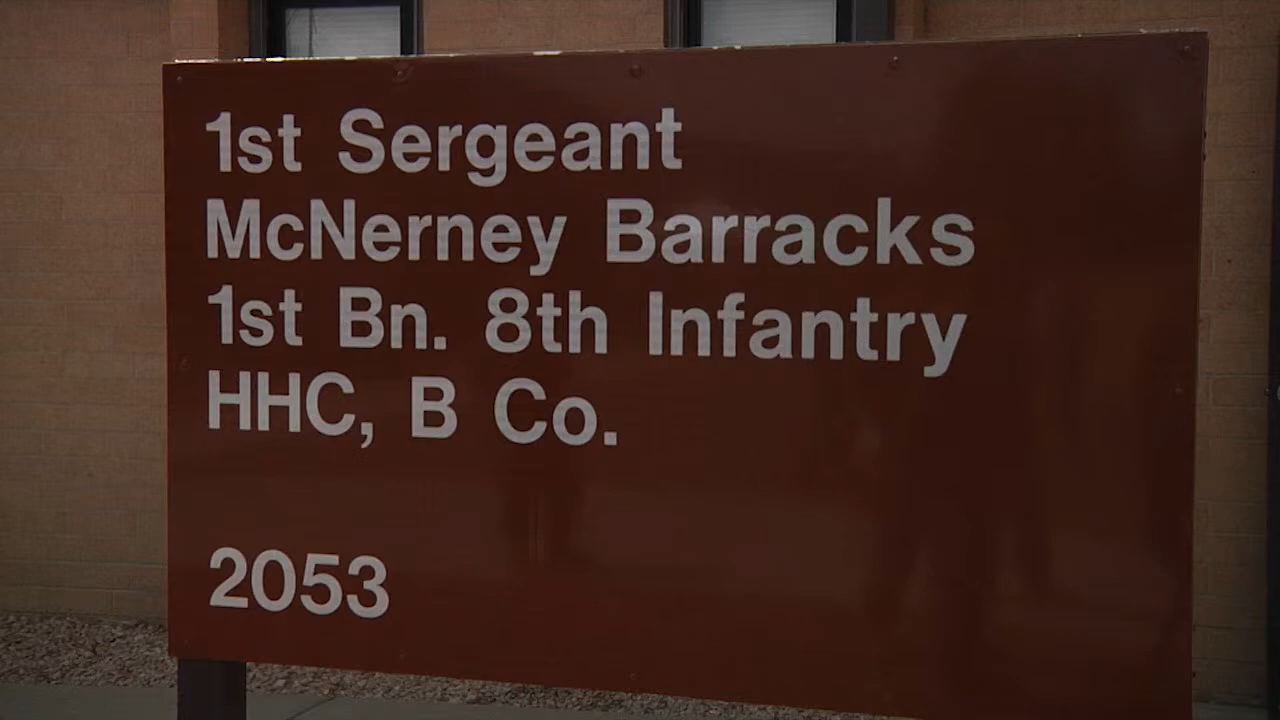 1st Sergeant
McNerney Barracks
1st Bn. 8th Infantry
HHC, B Co.
2053